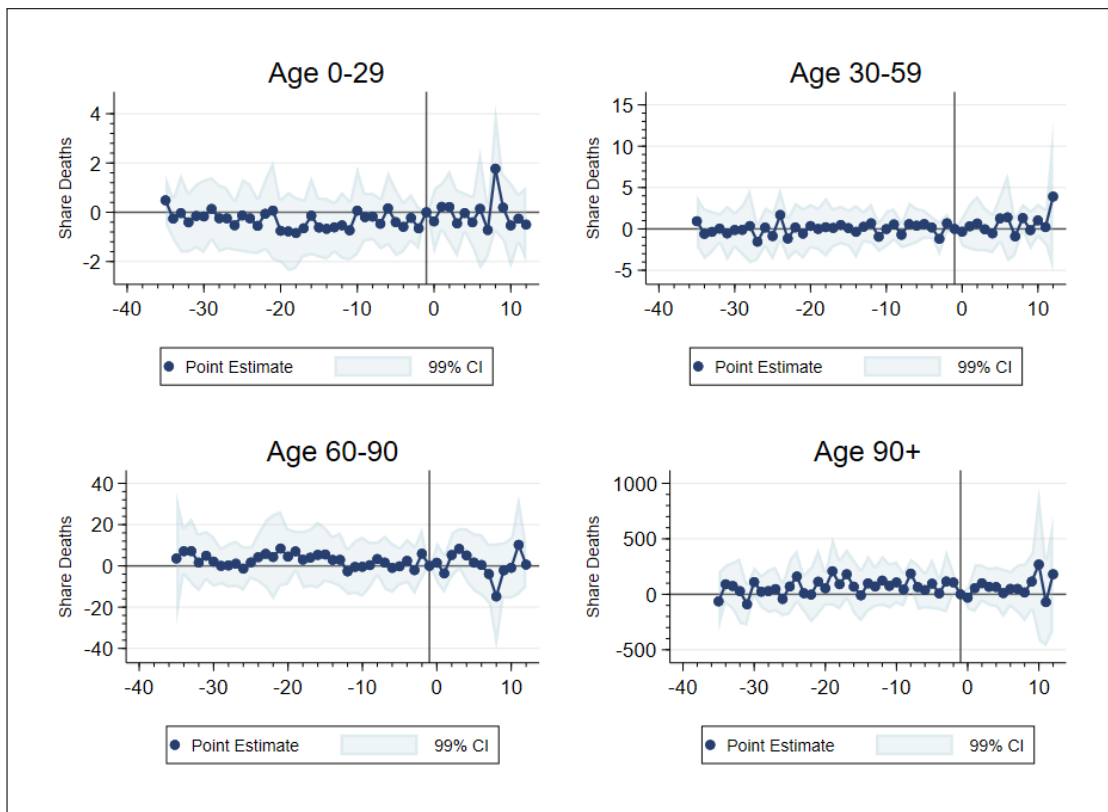 Age 0-29
Share Deaths
4
2
0
-2
-40 -30 -20 -10 0 10
Point Estimate 99% CI
Age 30-59
Share Deaths
15
10
5
0
-5
-40 -30 -20 -10 0 10
Point Estimate 99% CI
Age 60-90
Share Deaths
40
20
0
-20
-40
-40 -30 -20 -10 0 10
Point Estimate 99% CI
Age 90+
Share Deaths
1000
500
0
-500
-40 -30 -20 -10 0 10
Point Estimate 99% CI